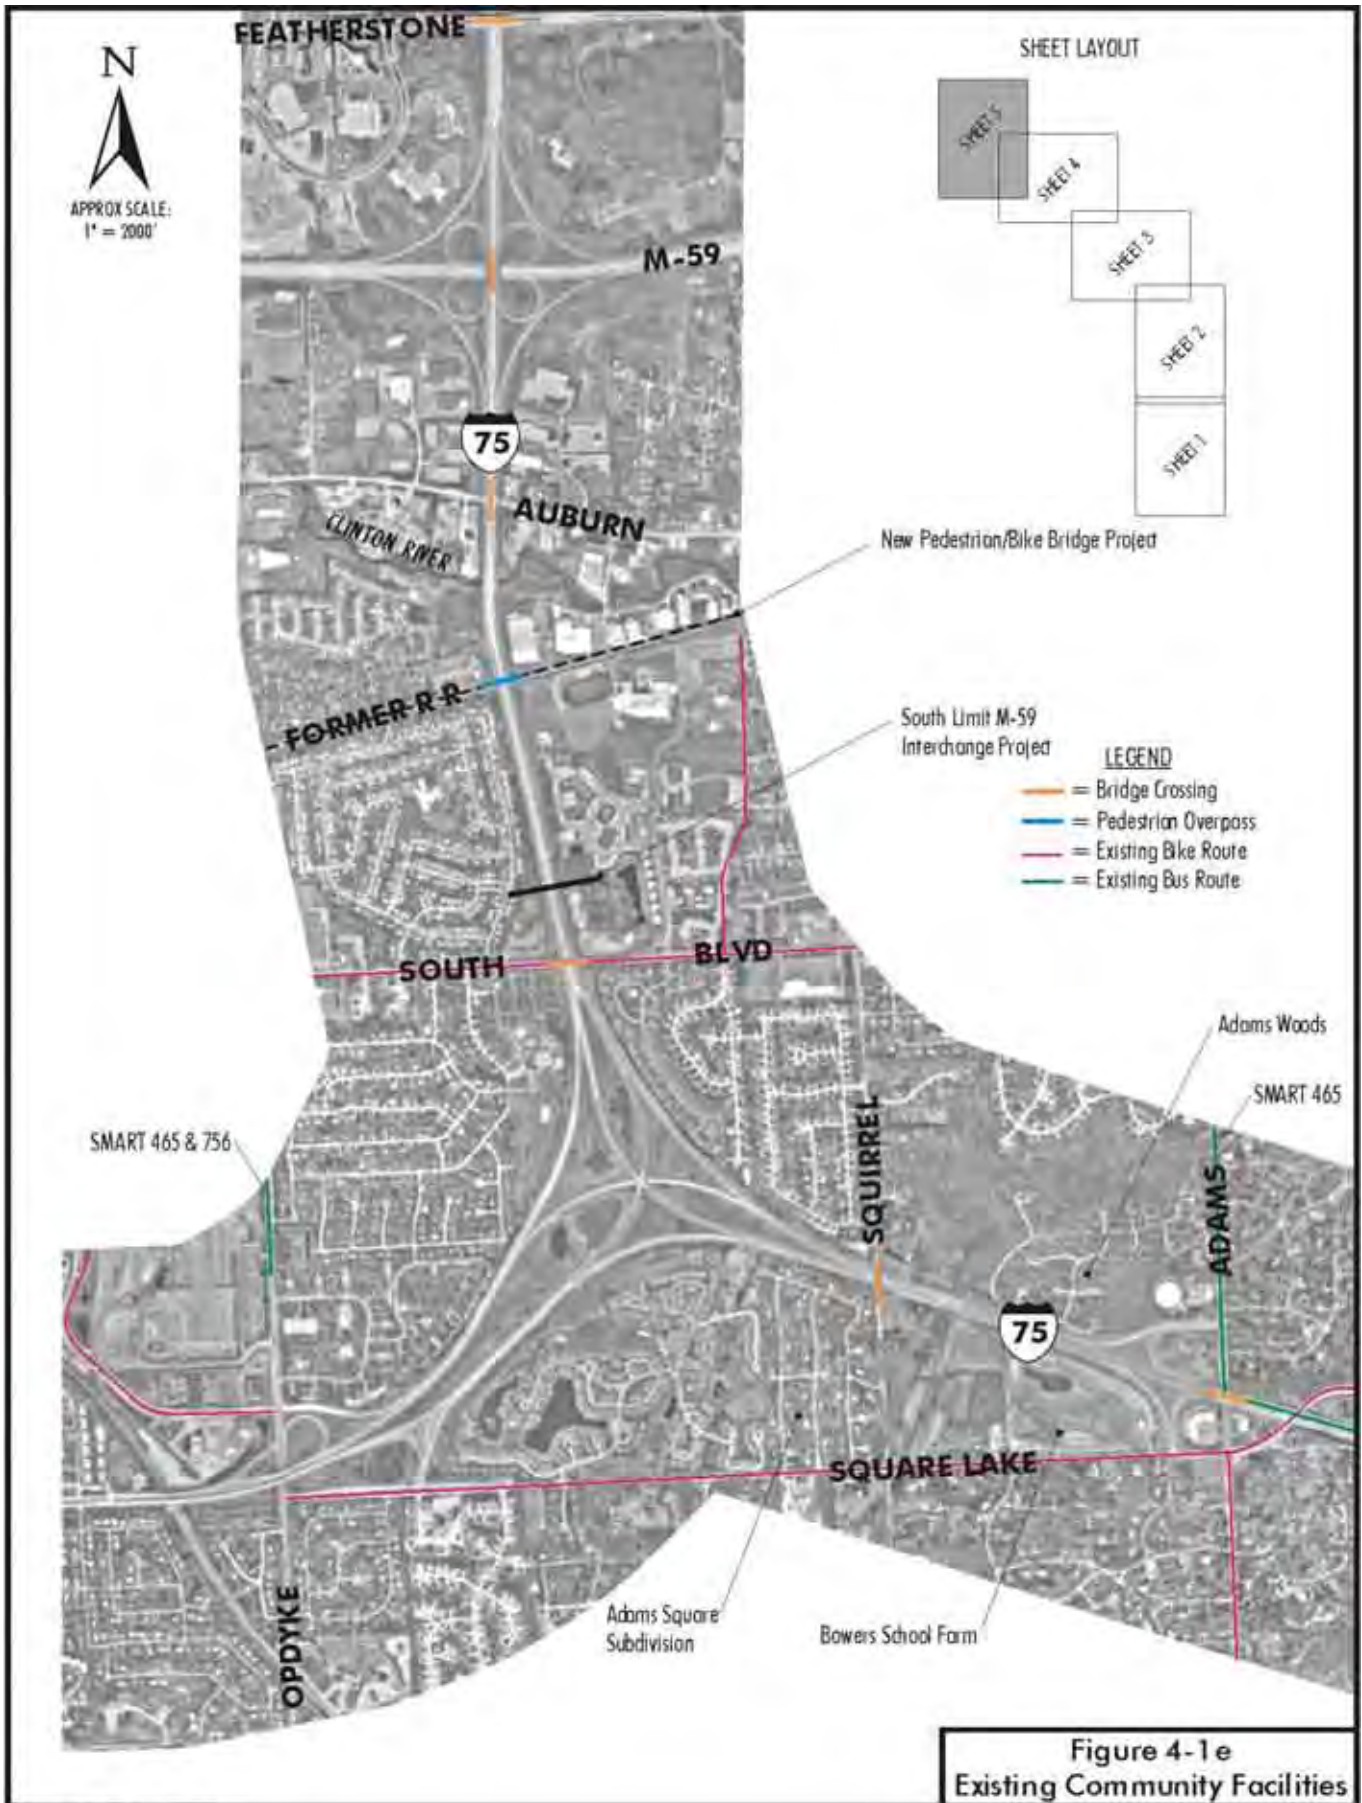 FEATHERSTONE
N
APPROX SCALE:
1" = 2000'
SHEET LAYOUT
SHEET 5
SHEET 4
SHEET 3
SHEET 2
SHEET 1
M-59
75
AUBURN
CLINTON RIVER
New Pedestrian/Bike Bridge Project
FORMER R R
South Limit M-59
Interchange Project
LEGEND
= Bridge Crossing
= Pedestrian Overpass
= Existing Bike Route
= Existing Bus Route
SOUTH BLVD
Adams Woods
SMART 465
SMART 465 & 756
SQUIRREL
ADAMS
75
SQUARE LAKE
OPDYKE
Adams Square
Subdivision
Bowers School Farm
Figure 4-1e
Existing Community Facilities